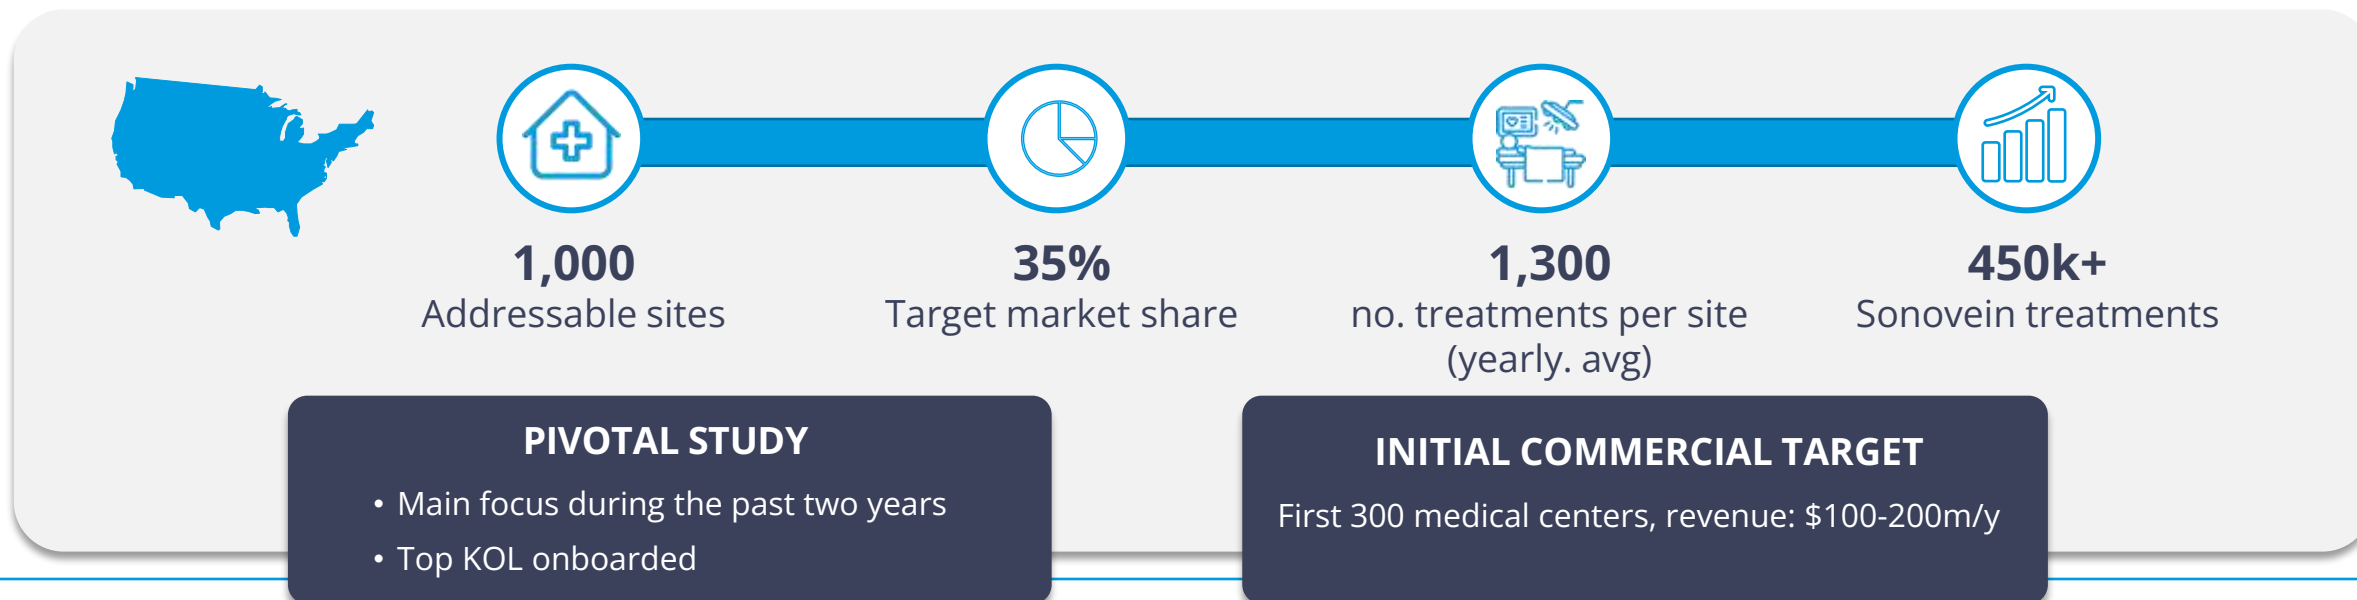 1,000
Addressable sites
35%
Target market share
1,300
no. treatments per site
(yearly. avg)
450k+
Sonovein treatments
PIVOTAL STUDY
• Main focus during the past two years
• Top KOL onboarded
INITIAL COMMERCIAL TARGET
First 300 medical centers, revenue: $100-200m/y